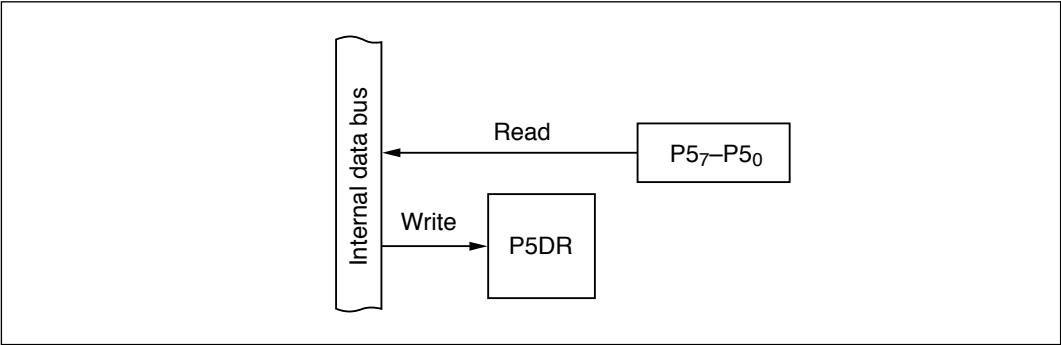 Internal data bus
Read
P5₇–P5₀
Write
P5DR